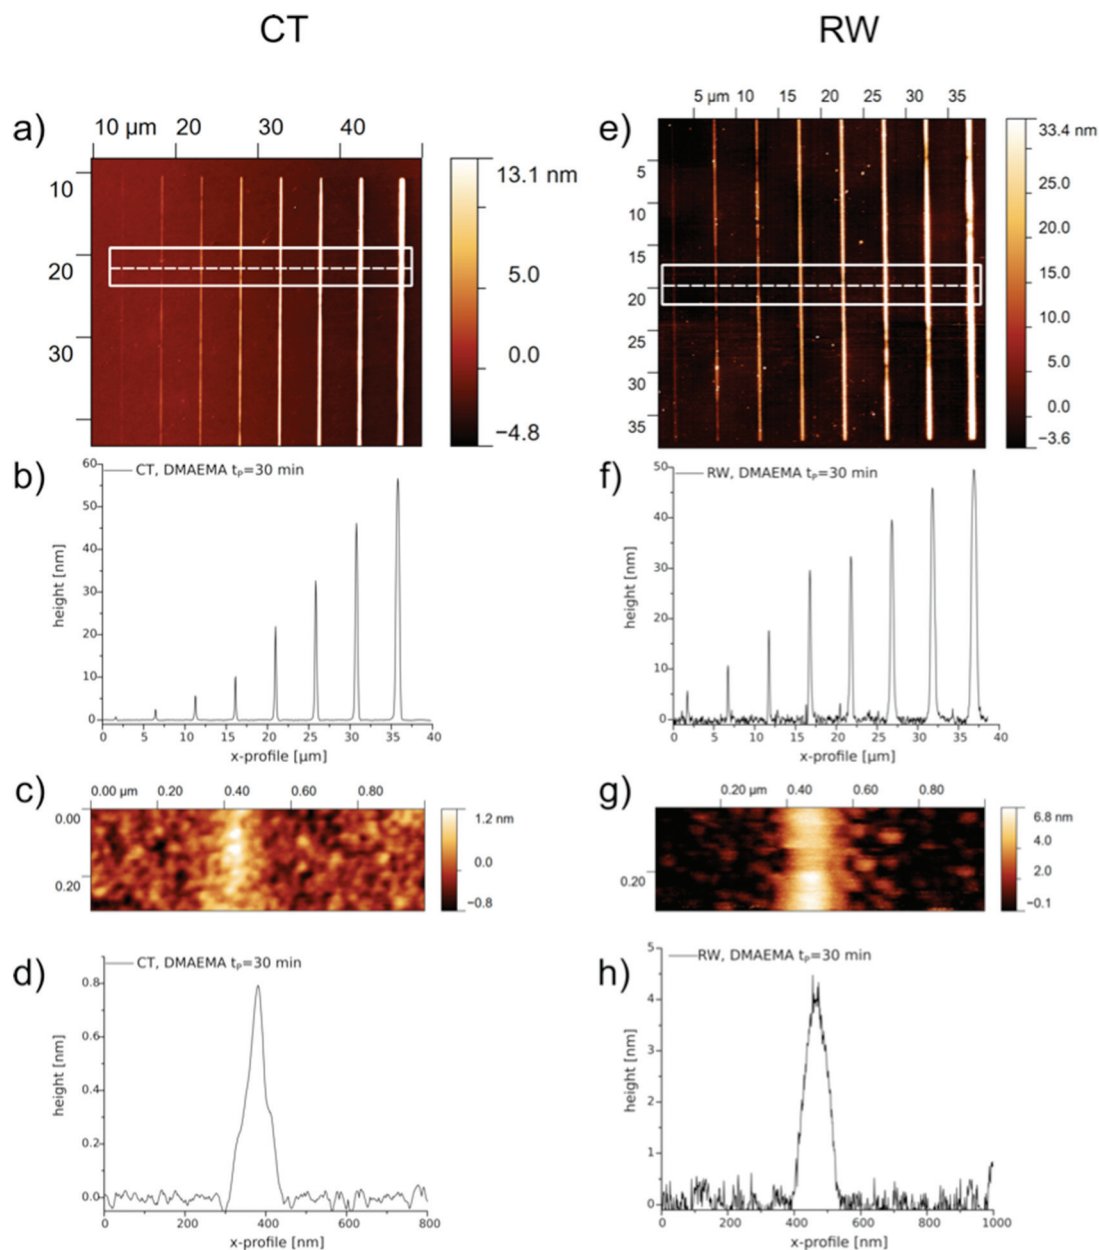 CT
RW
a)
10 μm 20 30 40
10
20
30
13.1 nm
5.0
0.0
−4.8
e)
5 μm 10 15 20 25 30 35
5
10
15
20
25
30
35
33.4 nm
25.0
20.0
15.0
10.0
5.0
0.0
−3.6
b)
CT, DMAEMA tP=30 min
60
50
40
30
20
10
0
height [nm]
0 5 10 15 20 25 30 35 40
x-profile [μm]
f)
RW, DMAEMA tP=30 min
50
40
30
20
10
0
height [nm]
0 5 10 15 20 25 30 35 40
x-profile [μm]
c)
0.00 μm 0.20 0.40 0.60 0.80
0.00
0.20
1.2 nm
0.0
−0.8
g)
0.20 μm 0.40 0.60 0.80
0.20
6.8 nm
4.0
2.0
−0.1
d)
CT, DMAEMA tP=30 min
0.8
0.6
0.4
0.2
0.0
height [nm]
0 200 400 600 800
x-profile [nm]
h)
RW, DMAEMA tP=30 min
5
4
3
2
1
0
height [nm]
0 200 400 600 800 1000
x-profile [nm]